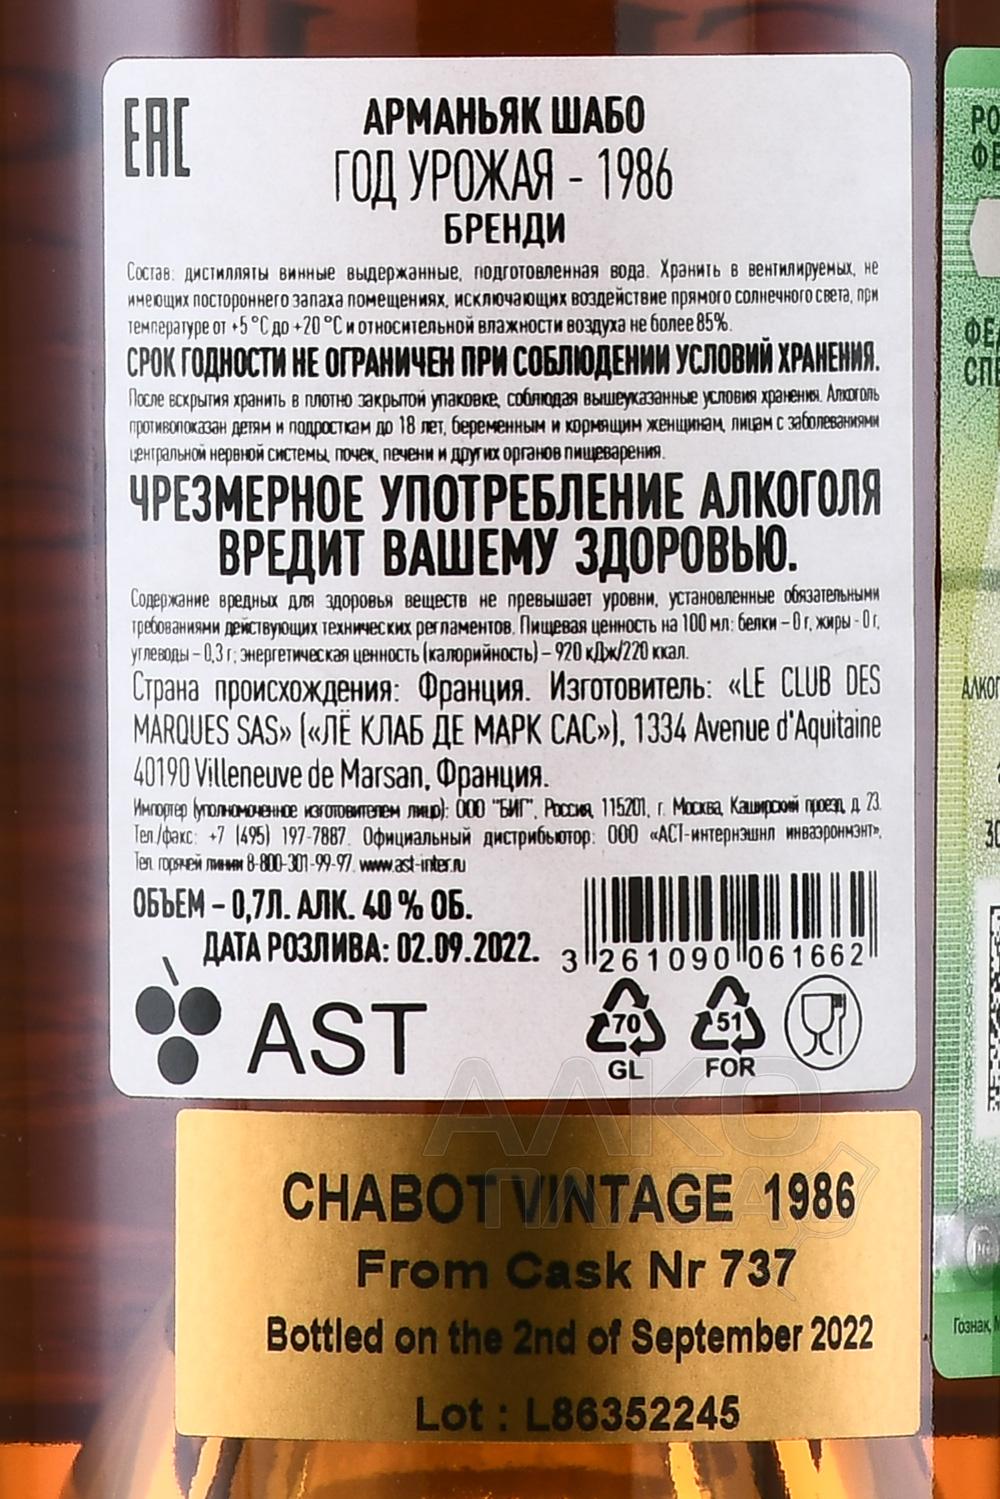 ЕАС
АРМАНЬЯК ШАБО
ГОД УРОЖАЯ - 1986
БРЕНДИ
Состав: дистилляты винные выдержанные, подготовленная вода. Хранить в вентилируемых, не
имеющих постороннего запаха помещениях, исключающих воздействие прямого солнечного света, при
температуре от +5 °C до +20 °C и относительной влажности воздуха не более 85%.
СРОК ГОДНОСТИ НЕ ОГРАНИЧЕН ПРИ СОБЛЮДЕНИИ УСЛОВИЙ ХРАНЕНИЯ.
После вскрытия хранить в плотно закрытой упаковке, соблюдая вышеуказанные условия хранения. Алкоголь
противопоказан детям и подросткам до 18 лет, беременным и кормящим женщинам, лицам с заболеваниями
центральной нервной системы, почек, печени и других органов пищеварения.
ЧРЕЗМЕРНОЕ УПОТРЕБЛЕНИЕ АЛКОГОЛЯ
ВРЕДИТ ВАШЕМУ ЗДОРОВЬЮ.
Содержание вредных для здоровья веществ не превышает уровни, установленные обязательными
требованиями действующих технических регламентов. Пищевая ценность на 100 мл: белки – 0 г, жиры - 0 г,
углеводы – 0,3 г; энергетическая ценность (калорийность) – 920 кДж/220 ккал.
Страна происхождения: Франция. Изготовитель: «LE CLUB DES
MARQUES SAS» («ЛЁ КЛАБ ДЕ МАРК САС»), 1334 Avenue d'Aquitaine
40190 Villeneuve de Marsan, Франция.
Импортер (уполномоченное изготовителем лицо): ООО "БИГ", Россия, 115201, г. Москва, Каширский проезд, д. 23.
Тел./факс: +7 (495) 197-7887. Официальный дистрибьютор: ООО «АСТ-интернэшнл инваэронмэнт»,
Тел. горячей линии 8-800-301-99-97. www.ast-inter.ru
ОБЪЕМ – 0,7Л. АЛК. 40 % ОБ.
ДАТА РОЗЛИВА: 02.09.2022.
3 261090 061662
AST
70
GL
51
FOR
CHABOT VINTAGE 1986
From Cask Nr 737
Bottled on the 2nd of September 2022
Lot : L86352245
АЛКО
ПЛАЗА
РО
ФЕ
ФЕД
СПЕ
АЛКОГ
Гознак, М